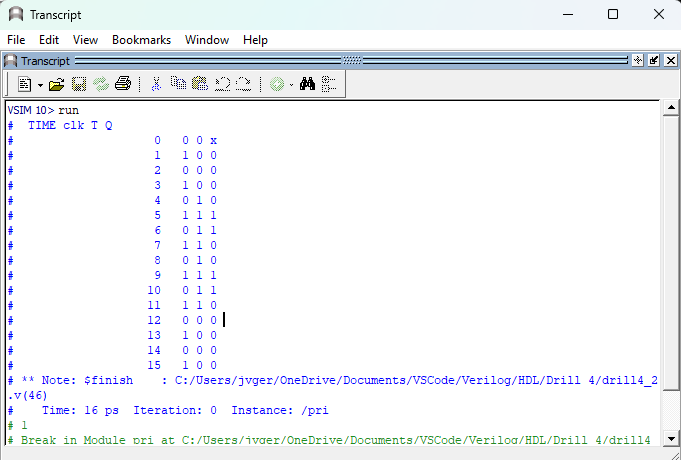 Transcript
File Edit View Bookmarks Window Help
Transcript
VSIM 10> run
# TIME clk T Q
# 0 0 0 x
# 1 1 0 0
# 2 0 0 0
# 3 1 0 0
# 4 0 1 0
# 5 1 1 1
# 6 0 1 1
# 7 1 1 0
# 8 0 1 0
# 9 1 1 1
# 10 0 1 1
# 11 1 1 0
# 12 0 0 0
# 13 1 0 0
# 14 0 0 0
# 15 1 0 0
# ** Note: $finish : C:/Users/jvger/OneDrive/Documents/VSCode/Verilog/HDL/Drill 4/drill4_2
.v(46)
# Time: 16 ps Iteration: 0 Instance: /pri
# 1
# Break in Module pri at C:/Users/jvger/OneDrive/Documents/VSCode/Verilog/HDL/Drill 4/drill4